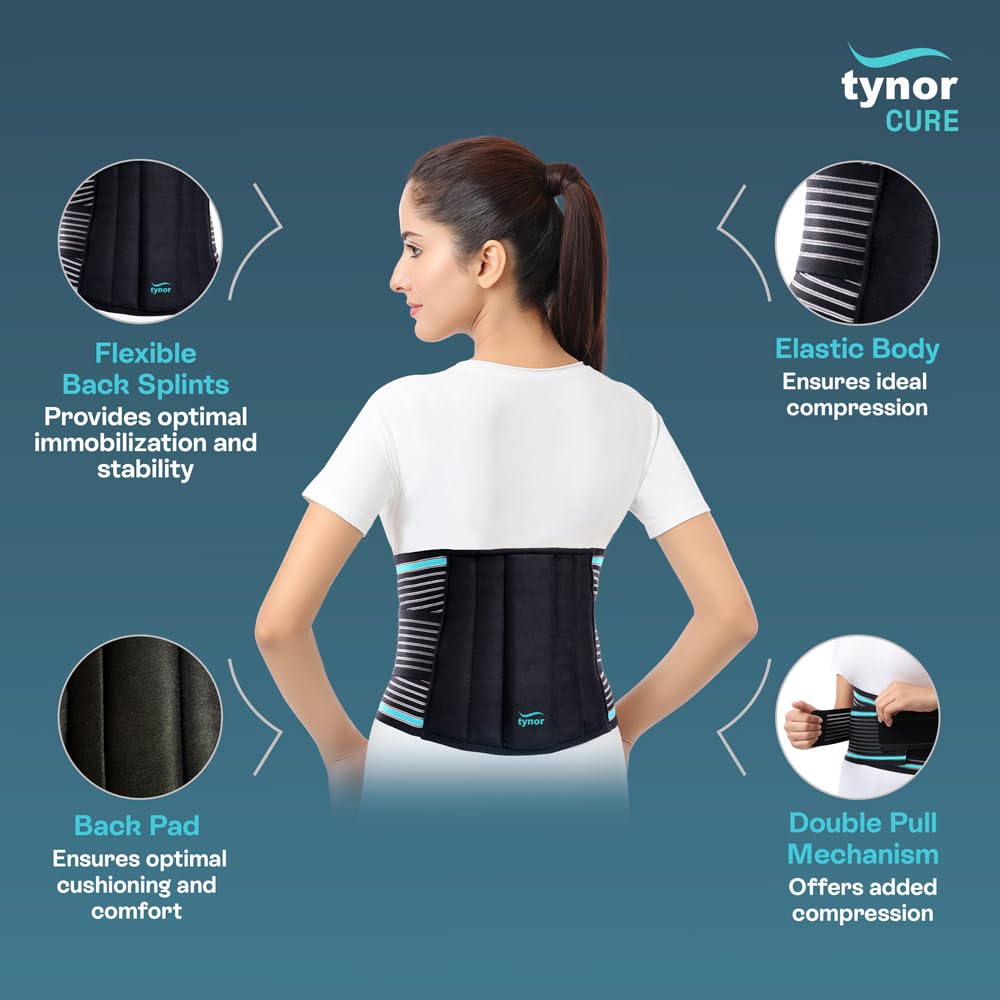 tynor
CURE
tynor
Flexible
Back Splints
Provides optimal
immobilization and
stability
Elastic Body
Ensures ideal
compression
tynor
Back Pad
Ensures optimal
cushioning and
comfort
Double Pull
Mechanism
Offers added
compression